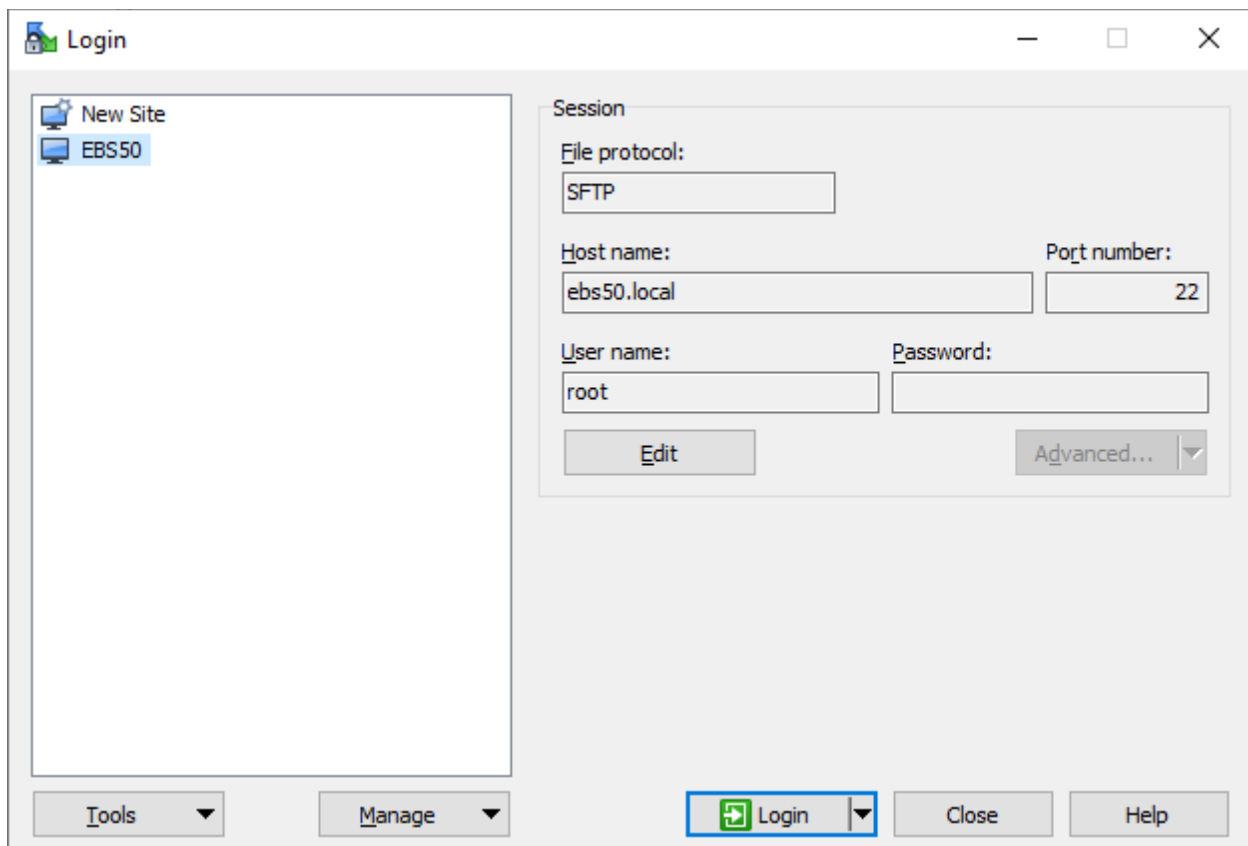 Login
New Site
EBS50
Session
File protocol:
SFTP
Host name: Port number:
ebs50.local 22
User name: Password:
root
Edit Advanced...
Tools Manage Login Close Help